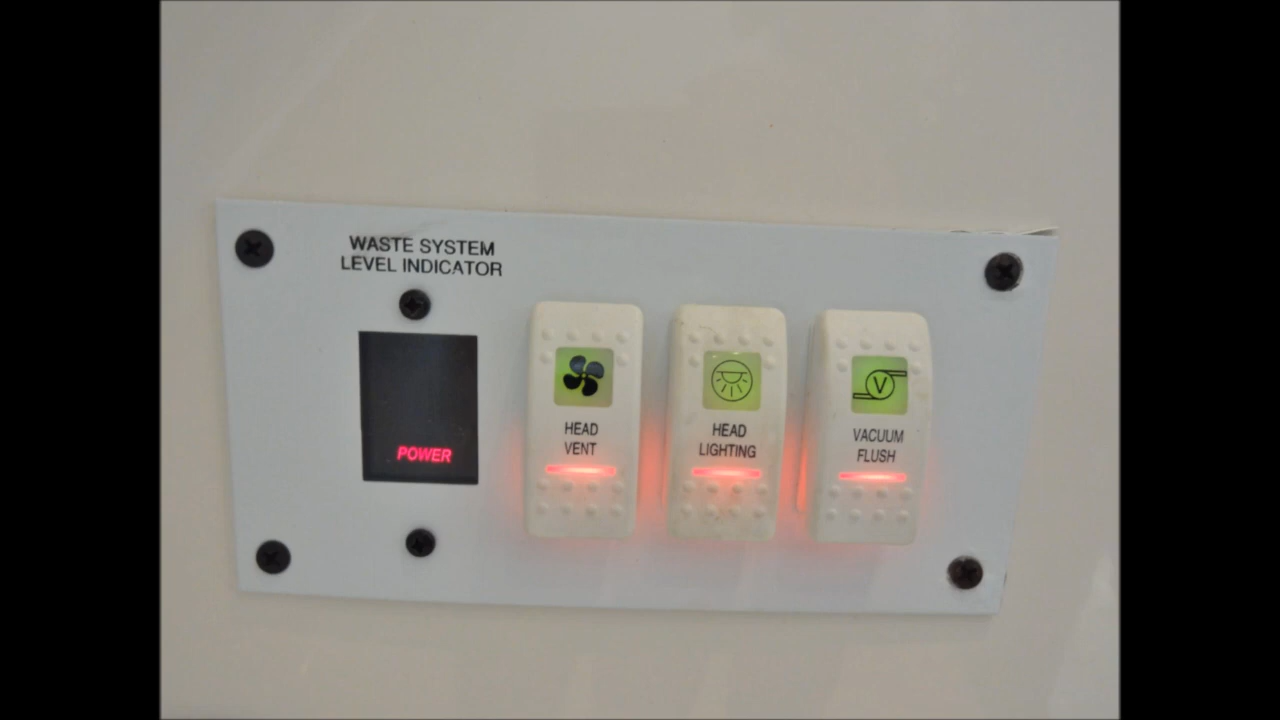 WASTE SYSTEM
LEVEL INDICATOR
POWER
HEAD
VENT
HEAD
LIGHTING
V
VACUUM
FLUSH